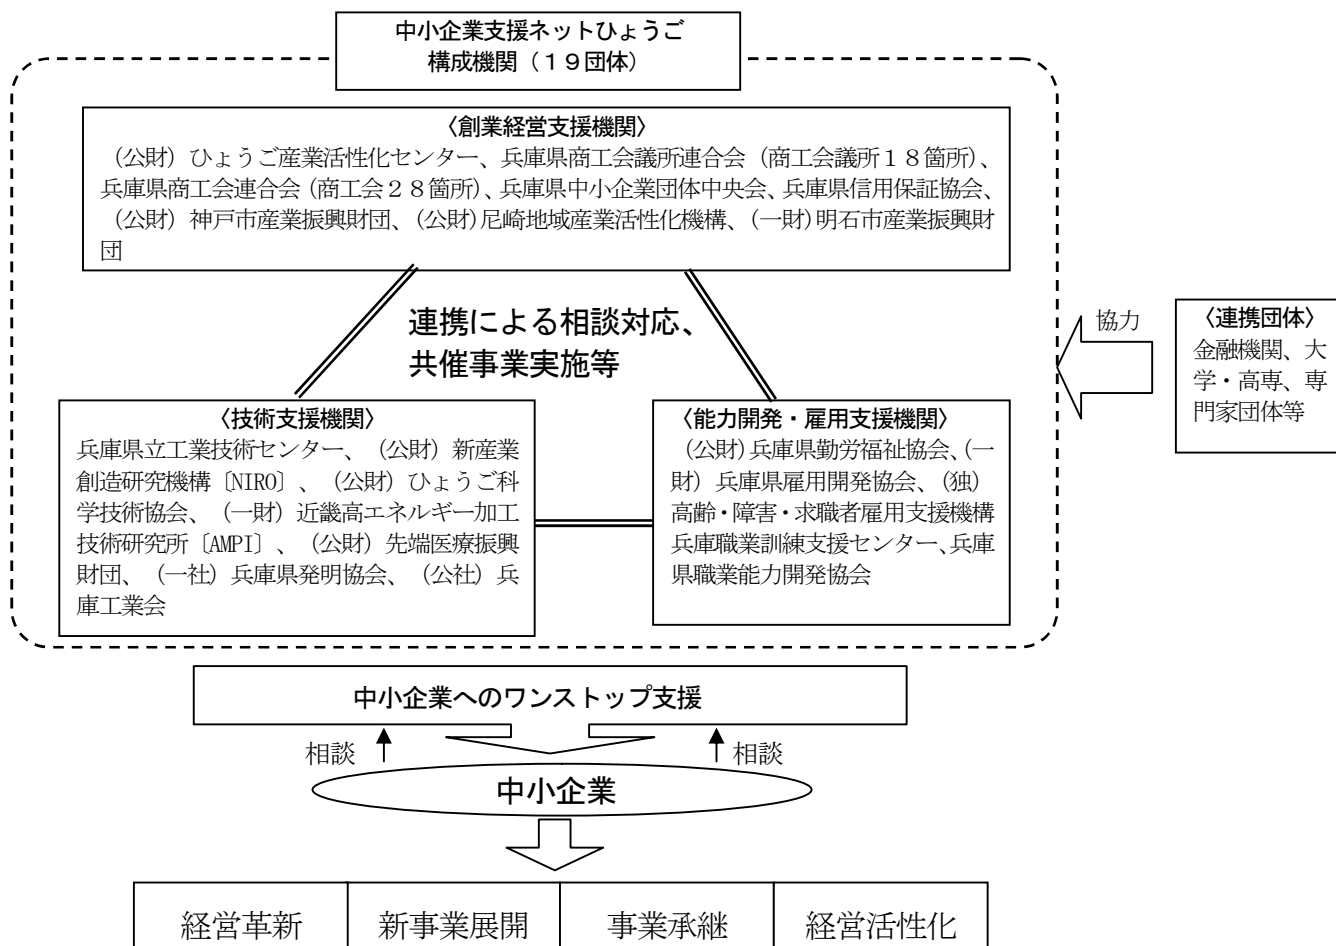 中小企業支援ネットひょうご
構成機関（１９団体）
〈創業経営支援機関〉
（公財）ひょうご産業活性化センター、兵庫県商工会議所連合会（商工会議所１８箇所）、
兵庫県商工会連合会（商工会２８箇所）、兵庫県中小企業団体中央会、兵庫県信用保証協会、
（公財）神戸市産業振興財団、（公財）尼崎地域産業活性化機構、（一財）明石市産業振興財
団
連携による相談対応、
共催事業実施等
協力
〈連携団体〉
金融機関、大
学・高専、専
門家団体等
〈技術支援機関〉
兵庫県立工業技術センター、（公財）新産業
創造研究機構〔NIRO〕、（公財）ひょうご科
学技術協会、（一財）近畿高エネルギー加工
技術研究所〔AMPI〕、（公財）先端医療振興
財団、（一社）兵庫県発明協会、（公社）兵
庫工業会
〈能力開発・雇用支援機関〉
（公財）兵庫県勤労福祉協会、（一
財）兵庫県雇用開発協会、（独）
高齢・障害・求職者雇用支援機構
兵庫職業訓練支援センター、兵庫
県職業能力開発協会
中小企業へのワンストップ支援
相談
相談
中小企業
経営革新
新事業展開
事業承継
経営活性化